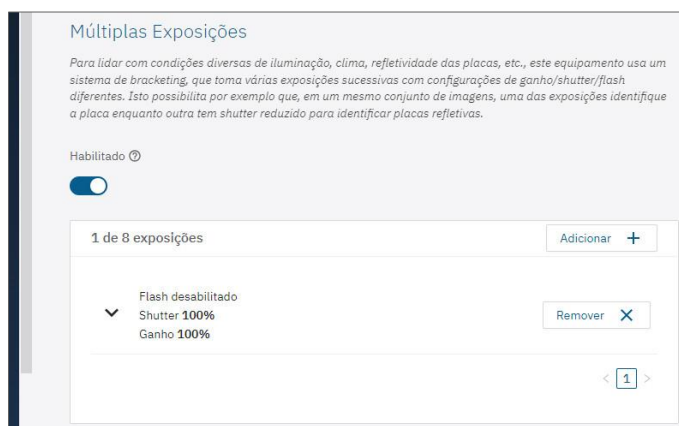 Múltiplas Exposições
Para lidar com condições diversas de iluminação, clima, refletividade das placas, etc., este equipamento usa um
sistema de bracketing, que toma várias exposições sucessivas com configurações de ganho/shutter/flash
diferentes. Isto possibilita por exemplo que, em um mesmo conjunto de imagens, uma das exposições identifique
a placa enquanto outra tem shutter reduzido para identificar placas refletivas.
Habilitado
1 de 8 exposições
Adicionar +
Flash desabilitado
Shutter 100%
Ganho 100%
Remover X
< 1 >